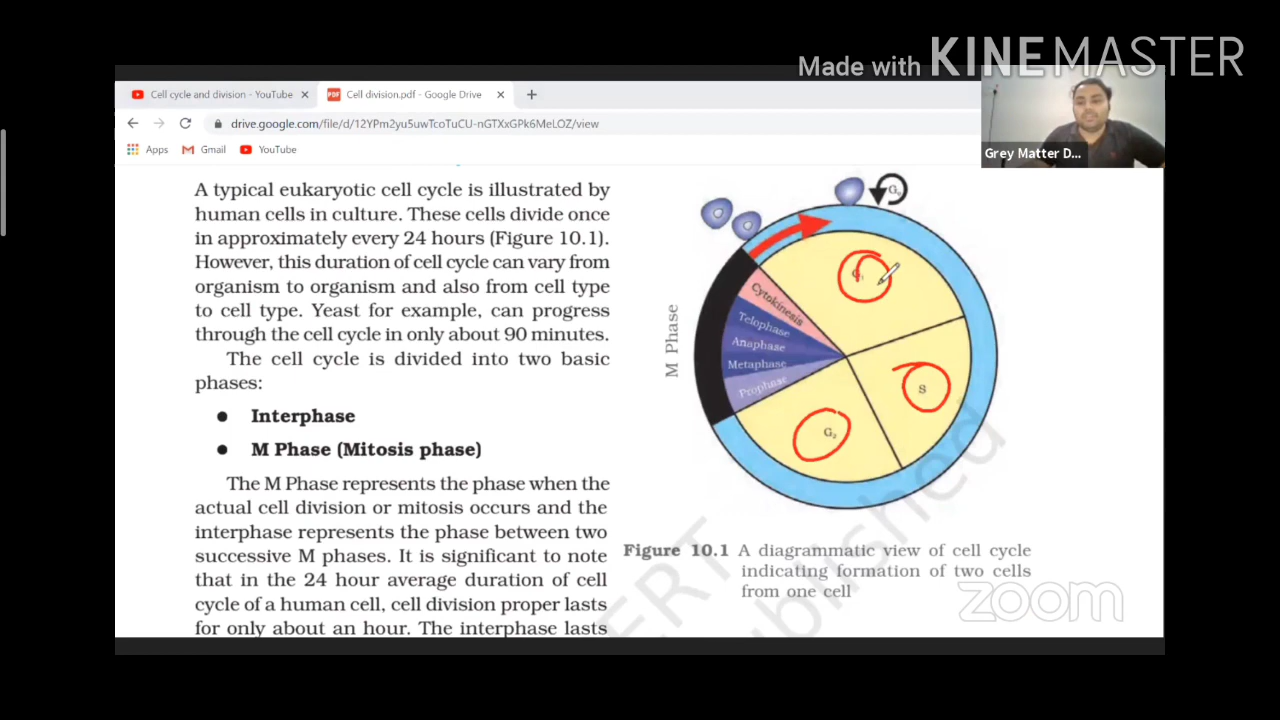 Made with KINEMASTER
Cell cycle and division - YouTube
Cell division.pdf - Google Drive
drive.google.com/file/d/12YPm2yu5uwTcoTuCU-nGTXxGPk6MeLOZ/view
Apps Gmail YouTube
Grey Matter D...
A typical eukaryotic cell cycle is illustrated by
human cells in culture. These cells divide once
in approximately every 24 hours (Figure 10.1).
However, this duration of cell cycle can vary from
organism to organism and also from cell type
to cell type. Yeast for example, can progress
through the cell cycle in only about 90 minutes.
The cell cycle is divided into two basic
phases:
● Interphase
● M Phase (Mitosis phase)
The M Phase represents the phase when the
actual cell division or mitosis occurs and the
interphase represents the phase between two
successive M phases. It is significant to note
that in the 24 hour average duration of cell
cycle of a human cell, cell division proper lasts
for only about an hour. The interphase lasts
G₀
G₁
Cytokinesis
Telophase
Anaphase
Metaphase
Prophase
M Phase
S
G₂
Figure 10.1 A diagrammatic view of cell cycle
indicating formation of two cells
from one cell
zoom